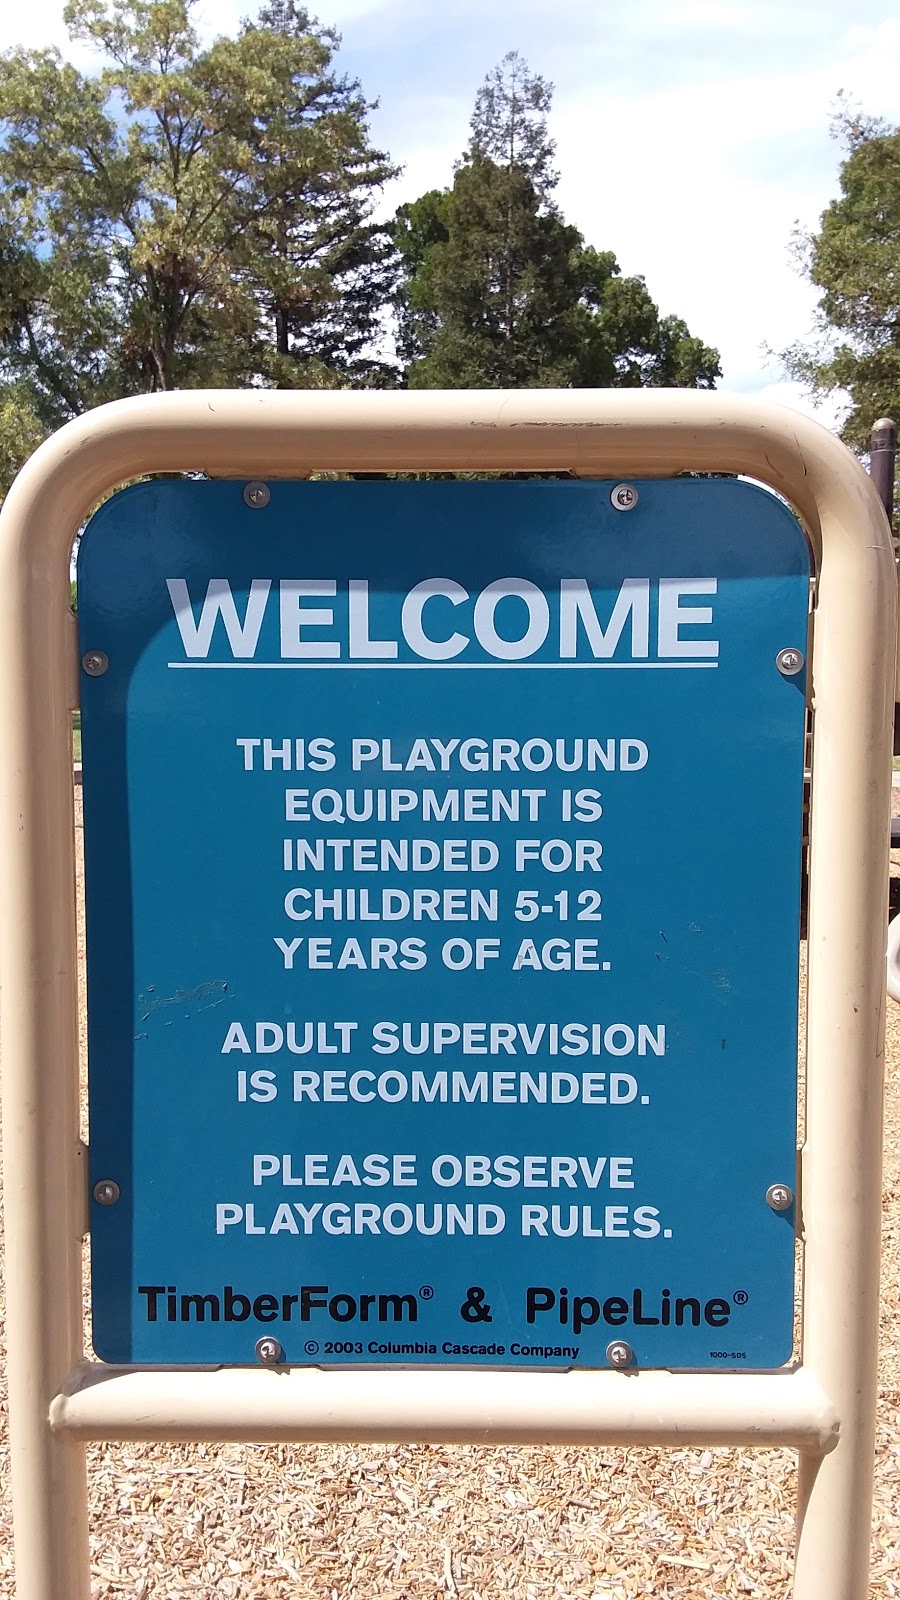 WELCOME
THIS PLAYGROUND
EQUIPMENT IS
INTENDED FOR
CHILDREN 5-12
YEARS OF AGE.
ADULT SUPERVISION
IS RECOMMENDED.
PLEASE OBSERVE
PLAYGROUND RULES.
TimberForm® & PipeLine®
© 2003 Columbia Cascade Company
1000-505